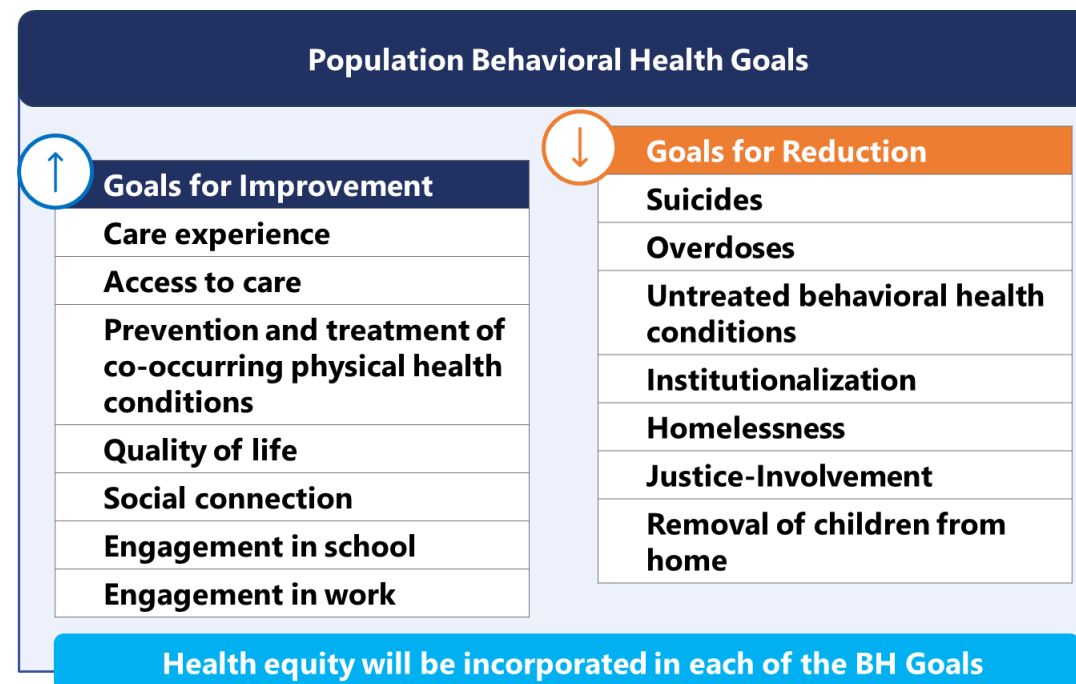 Population Behavioral Health Goals
Goals for Improvement
Care experience
Access to care
Prevention and treatment of
co-occurring physical health
conditions
Quality of life
Social connection
Engagement in school
Engagement in work
Goals for Reduction
Suicides
Overdoses
Untreated behavioral health
conditions
Institutionalization
Homelessness
Justice-Involvement
Removal of children from
home
Health equity will be incorporated in each of the BH Goals